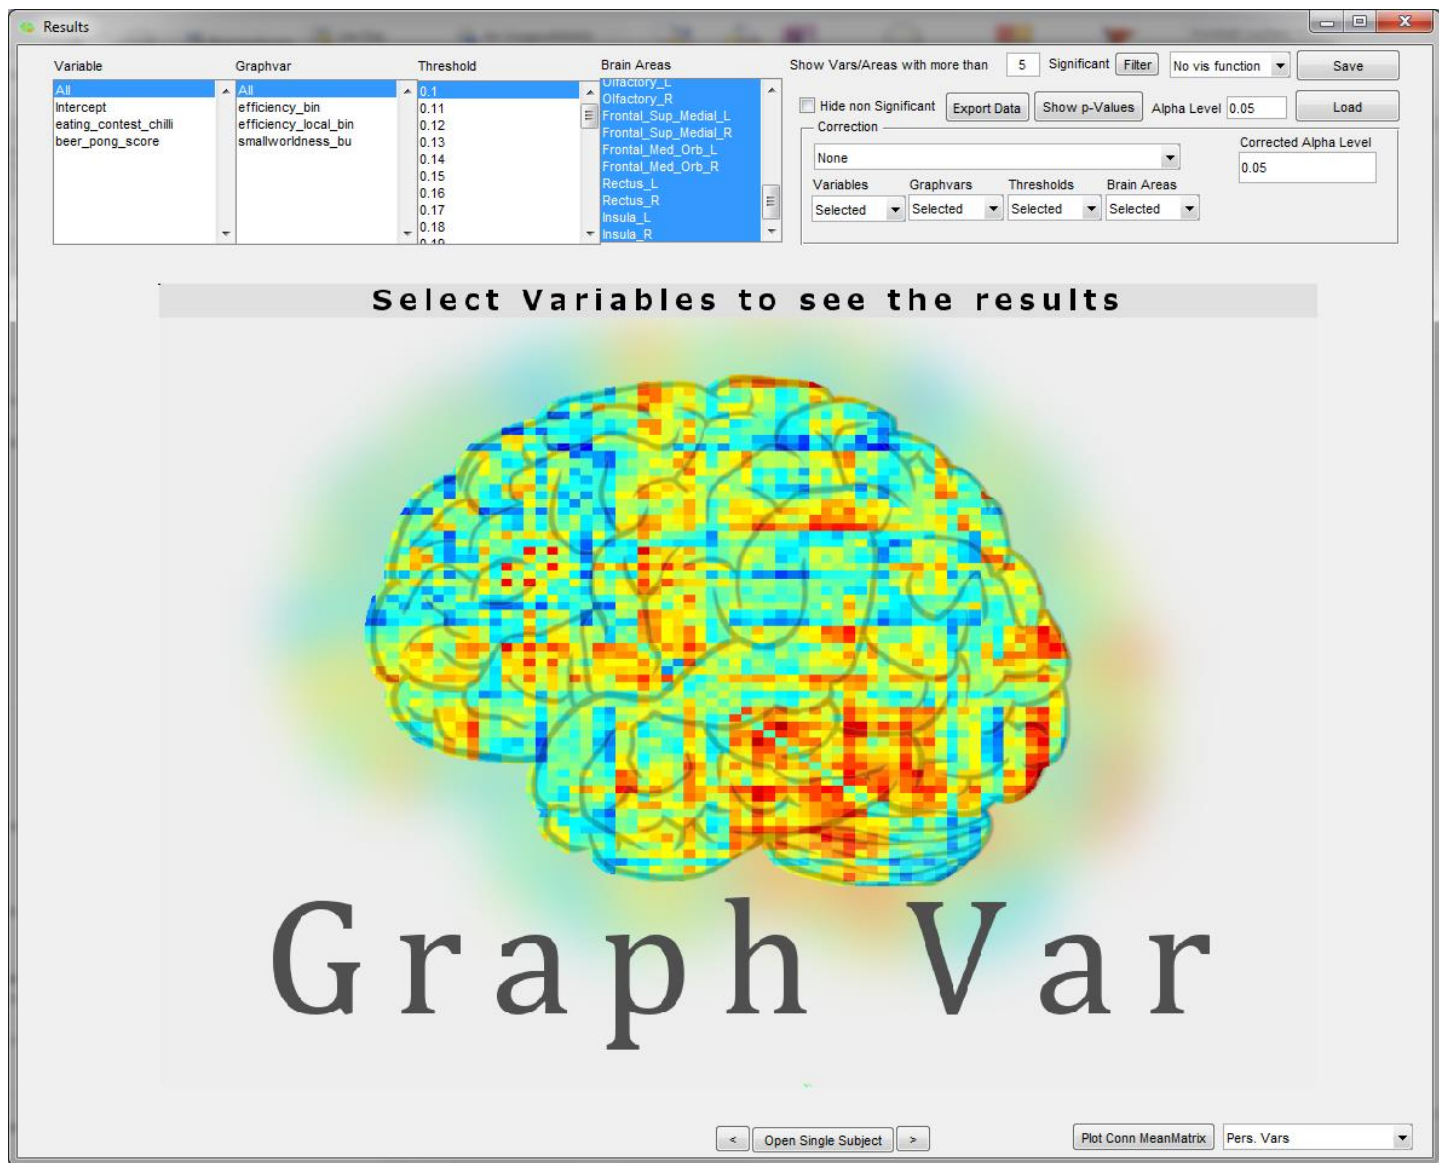 Results
Variable
All
Intercept
eating_contest_chilli
beer_pong_score
Graphvar
All
efficiency_bin
efficiency_local_bin
smallworldness_bu
Threshold
0.1
0.11
0.12
0.13
0.14
0.15
0.16
0.17
0.18
0.19
Brain Areas
Olfactory_L
Olfactory_R
Frontal_Sup_Medial_L
Frontal_Sup_Medial_R
Frontal_Med_Orb_L
Frontal_Med_Orb_R
Rectus_L
Rectus_R
Insula_L
Insula_R
Show Vars/Areas with more than 5 Significant Filter No vis function Save
Hide non Significant Export Data Show p-Values Alpha Level 0.05 Load
Correction
None
Corrected Alpha Level
0.05
Variables Graphvars Thresholds Brain Areas
Selected Selected Selected Selected
Select Variables to see the results
Graph Var
< Open Single Subject > Plot Conn MeanMatrix Pers. Vars